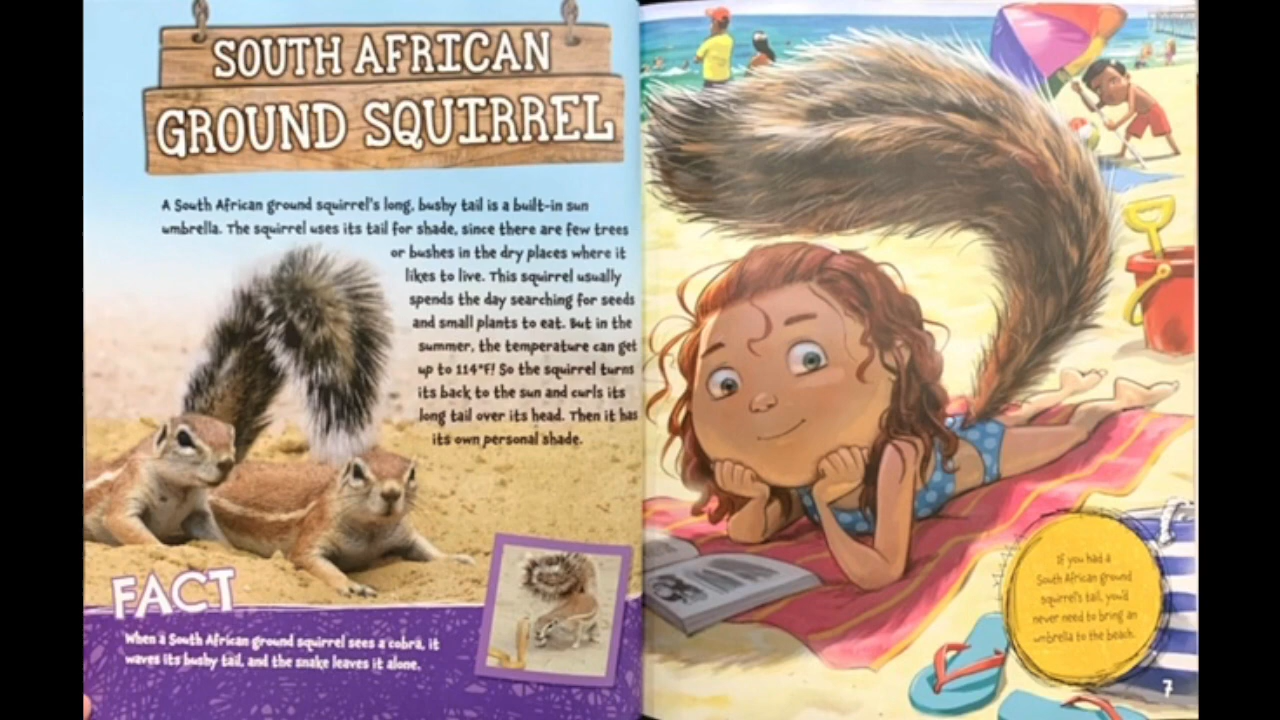 SOUTH AFRICAN
GROUND SQUIRREL
A South African ground squirrel's long, bushy tail is a built-in sun
umbrella. The squirrel uses its tail for shade, since there are few trees
or bushes in the dry places where it
likes to live. This squirrel usually
spends the day searching for seeds
and small plants to eat. But in the
summer, the temperature can get
up to 114°F! So the squirrel turns
its back to the sun and curls its
long tail over its head. Then it has
its own personal shade.
FACT
When a South African ground squirrel sees a cobra, it
waves its bushy tail, and the snake leaves it alone.
If you had a
South African ground
squirrel's tail, you'd
never need to bring an
umbrella to the beach.
7